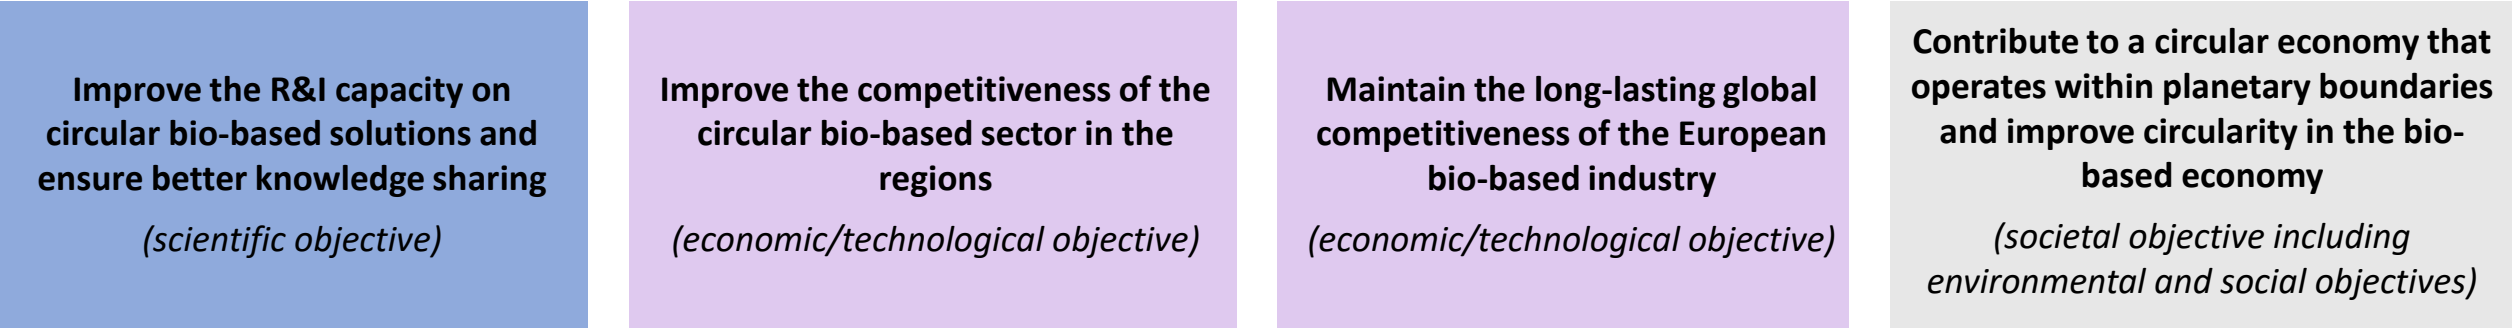 Improve the R&I capacity on
circular bio-based solutions and
ensure better knowledge sharing
(scientific objective)
Improve the competitiveness of the
circular bio-based sector in the
regions
(economic/technological objective)
Maintain the long-lasting global
competitiveness of the European
bio-based industry
(economic/technological objective)
Contribute to a circular economy that
operates within planetary boundaries
and improve circularity in the bio-
based economy
(societal objective including
environmental and social objectives)